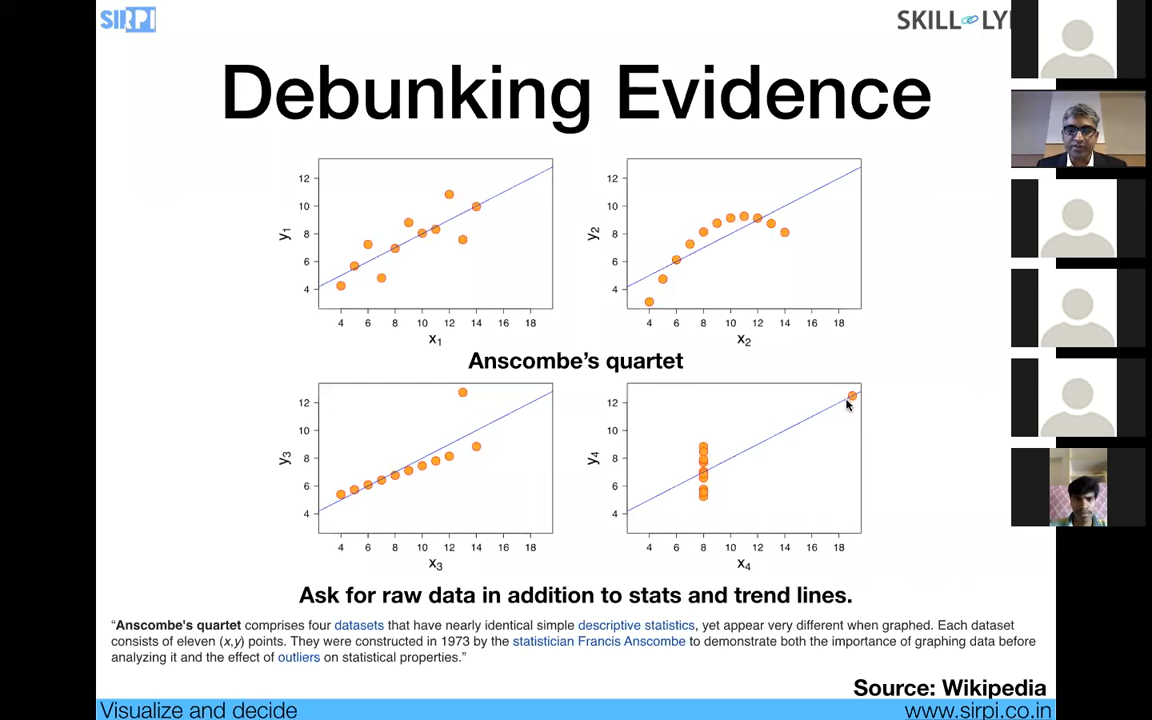 SIRPI
SKILL LY
Debunking Evidence
12
10
8
6
4
y1
4 6 8 10 12 14 16 18
x1
12
10
8
6
4
y2
4 6 8 10 12 14 16 18
x2
Anscombe's quartet
12
10
8
6
4
y3
4 6 8 10 12 14 16 18
x3
12
10
8
6
4
y4
4 6 8 10 12 14 16 18
x4
Ask for raw data in addition to stats and trend lines.
“Anscombe's quartet comprises four datasets that have nearly identical simple descriptive statistics, yet appear very different when graphed. Each dataset
consists of eleven (x,y) points. They were constructed in 1973 by the statistician Francis Anscombe to demonstrate both the importance of graphing data before
analyzing it and the effect of outliers on statistical properties.”
Source: Wikipedia
Visualize and decide
www.sirpi.co.in